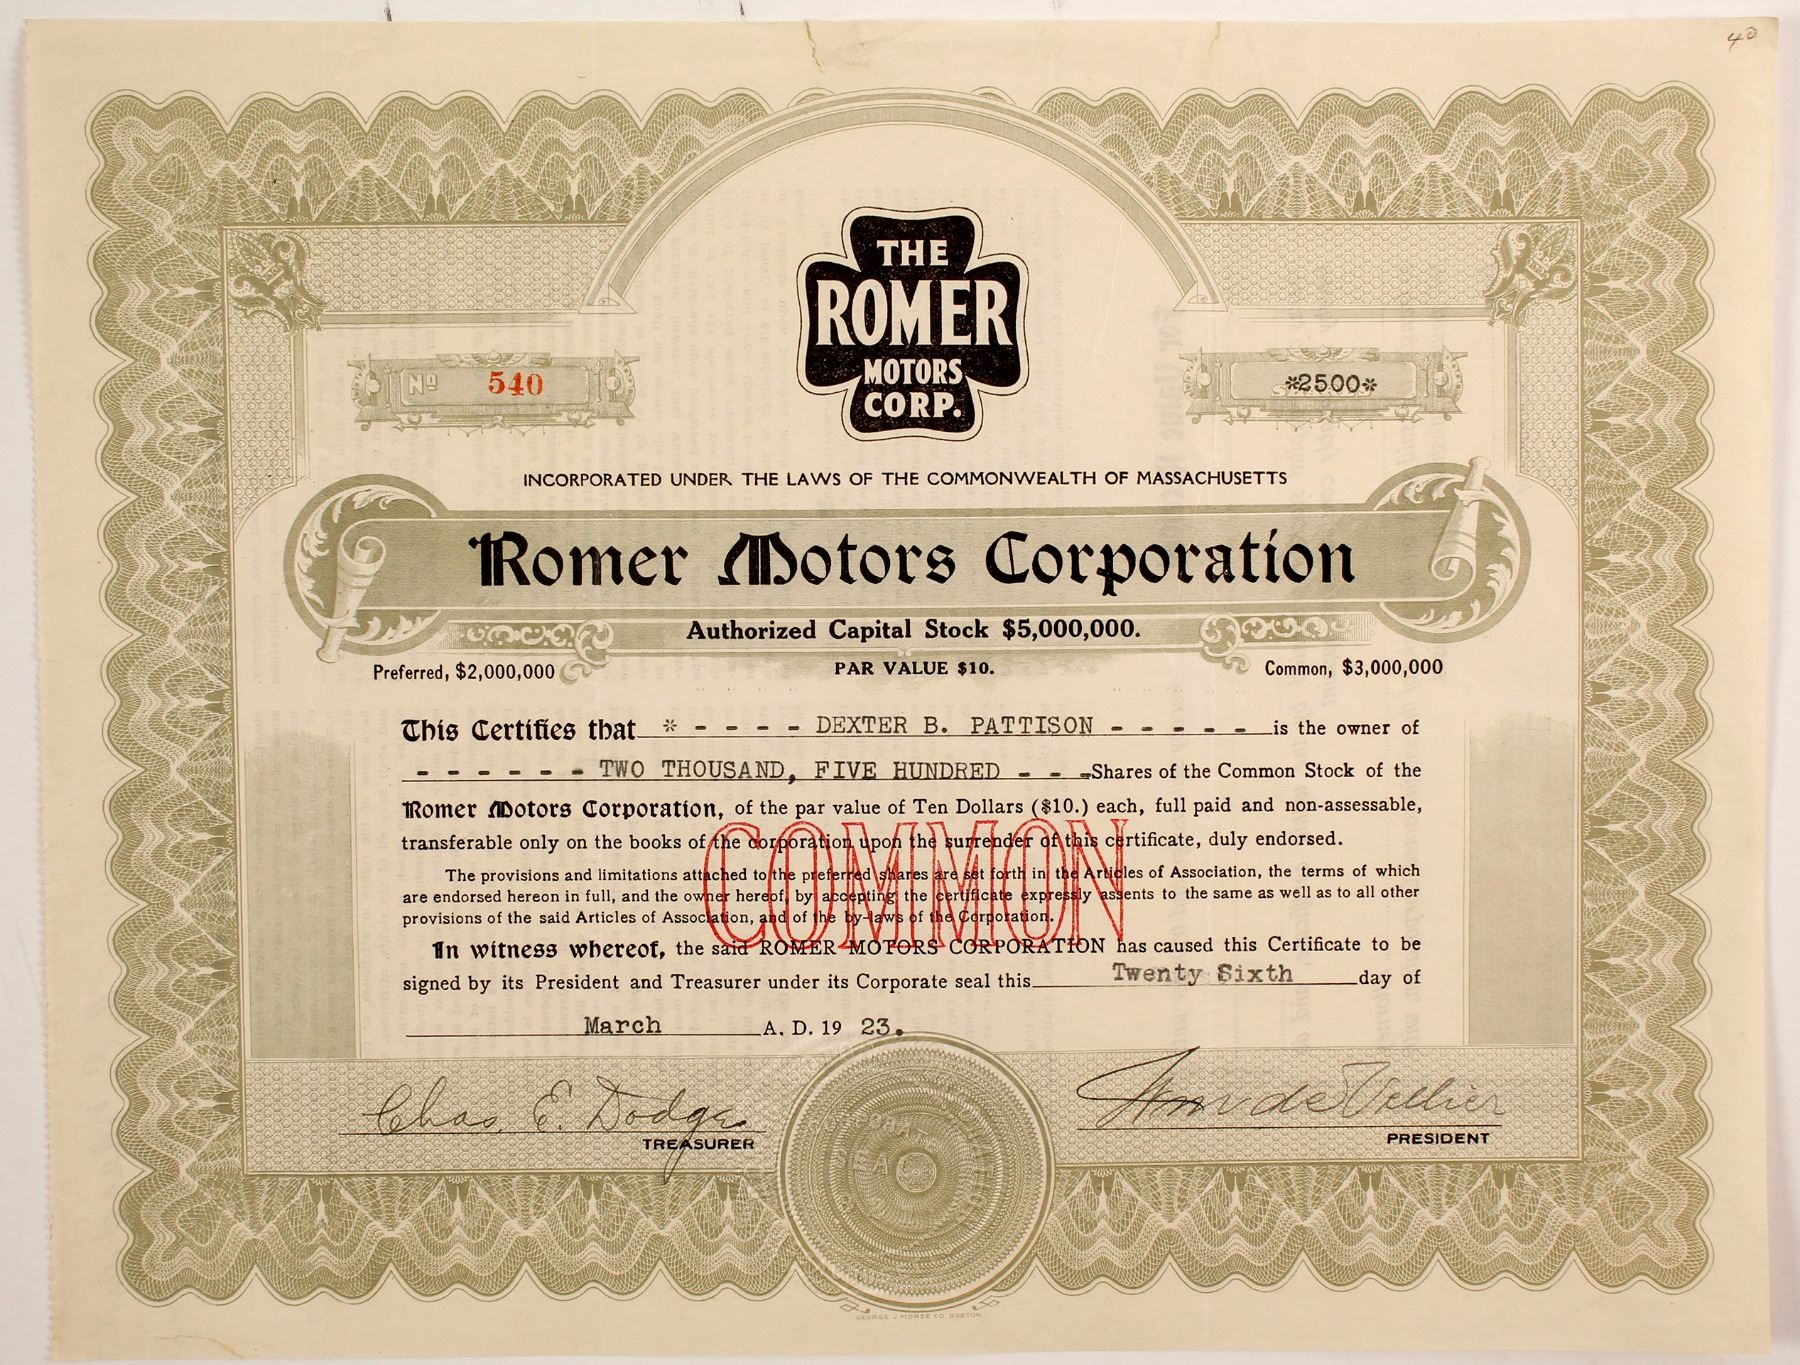 40
THE
ROMER
MOTORS
CORP.
No 540
*2500*
INCORPORATED UNDER THE LAWS OF THE COMMONWEALTH OF MASSACHUSETTS
Romer Motors Corporation
Authorized Capital Stock $5,000,000.
Preferred, $2,000,000 PAR VALUE $10. Common, $3,000,000
This Certifies that * - - - - DEXTER B. PATTISON - - - - - is the owner of
- - - - - - TWO THOUSAND, FIVE HUNDRED - - - Shares of the Common Stock of the
Romer Motors Corporation, of the par value of Ten Dollars ($10.) each, full paid and non-assessable,
transferable only on the books of the corporation upon the surrender of this certificate, duly endorsed.
COMMON
The provisions and limitations attached to the preferred shares are set forth in the Articles of Association, the terms of which
are endorsed hereon in full, and the owner hereof, by accepting the certificate expressly assents to the same as well as to all other
provisions of the said Articles of Association, and of the by-laws of the Corporation.
In witness whereof, the said ROMER MOTORS CORPORATION has caused this Certificate to be
signed by its President and Treasurer under its Corporate seal this Twenty Sixth day of
March A. D. 19 23.
Chas. E. Dodge
TREASURER
PRESIDENT
GEORGE J MORSE CO. BOSTON